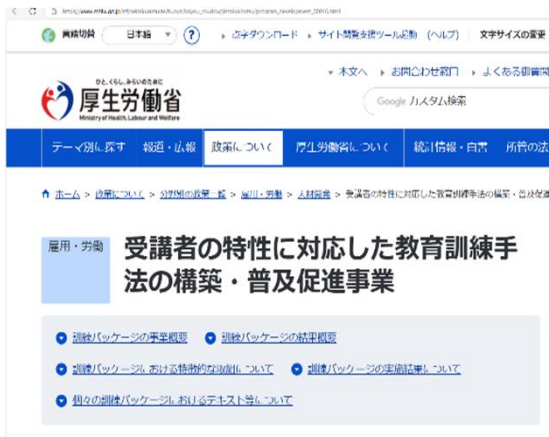 言語切替 日本語 ? 点字ダウンロード サイト閲覧支援ツール起動 (ヘルプ) 文字サイズの変更
本文へ お問合わせ窓口 よくある御質問
ひと、くらし、みらいのために
厚生労働省
Ministry of Health, Labour and Welfare
Google カスタム検索
テーマ別に探す 報道・広報 政策について 厚生労働省について 統計情報・白書 所管の法
ホーム > 政策について > 分野別の政策一覧 > 雇用・労働 > 人材開発 > 受講者の特性に対応した教育訓練手法の構築・普及促進
雇用・労働
受講者の特性に対応した教育訓練手
法の構築・普及促進事業
訓練パッケージの事業概要 訓練パッケージの結果概要
訓練パッケージにおける特徴的な取組について 訓練パッケージの実施結果について
個々の訓練パッケージにおけるテキスト等について